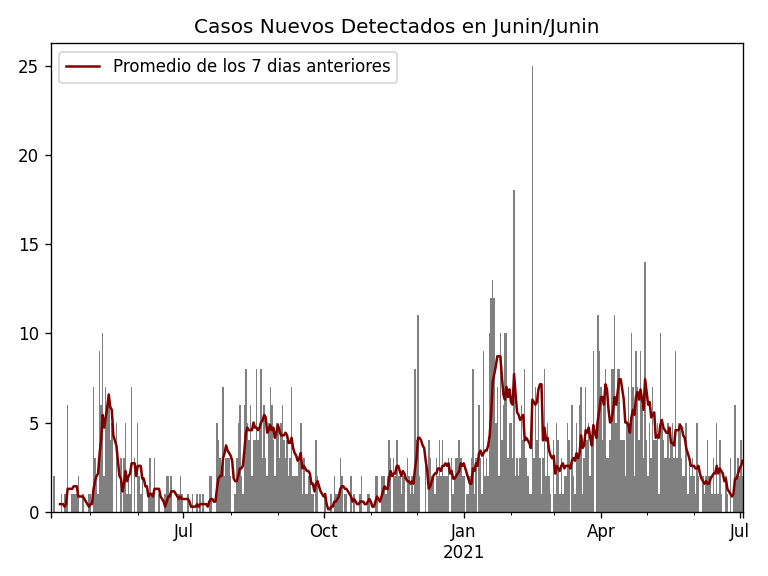 Casos Nuevos Detectados en Junin/Junin
Promedio de los 7 dias anteriores
25
20
15
10
5
0
Jul
Oct
Jan
2021
Apr
Jul